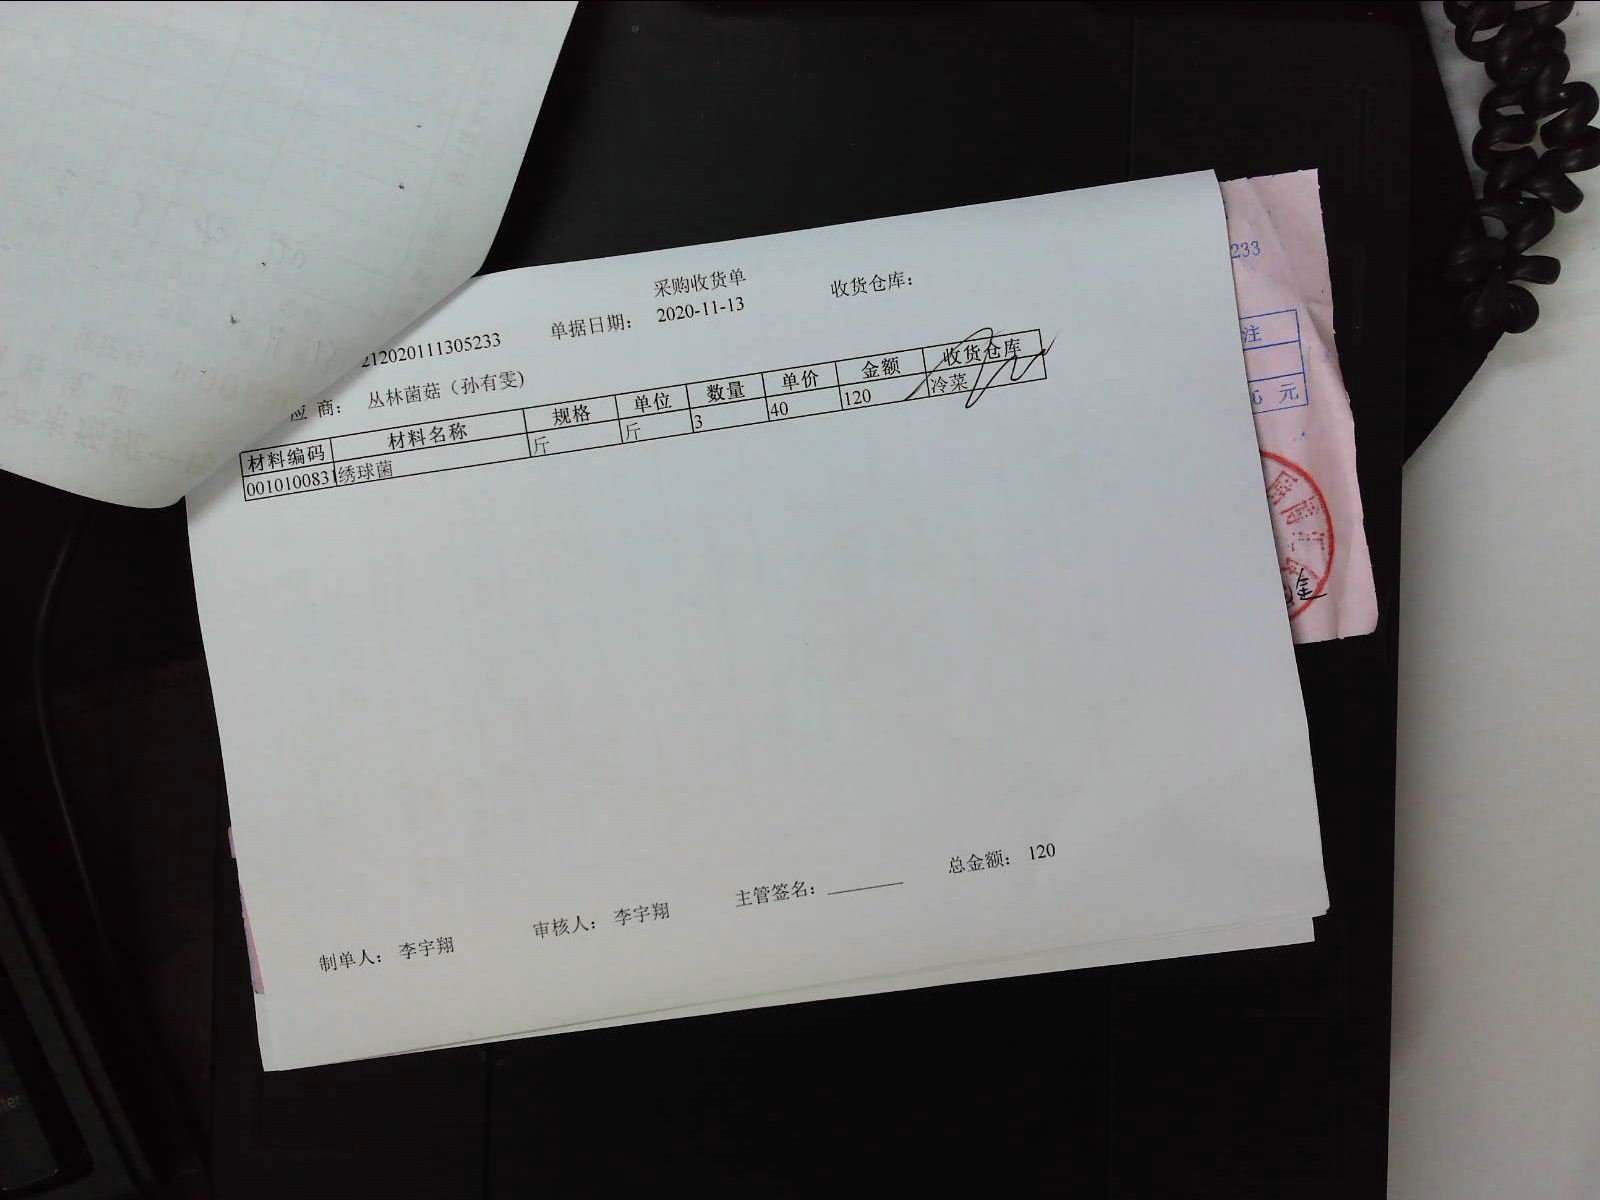 采购收货单
212020111305233 单据日期： 2020-11-13 收货仓库：
应 商： 丛林菌菇（孙有雯)
材料编码 材料名称 规格 单位 数量 单价 金额 收货仓库
001010083 绣球菌 斤 斤 3 40 120 冷菜
总金额： 120
主管签名：
审核人： 李宇翔
制单人： 李宇翔
233
注
元